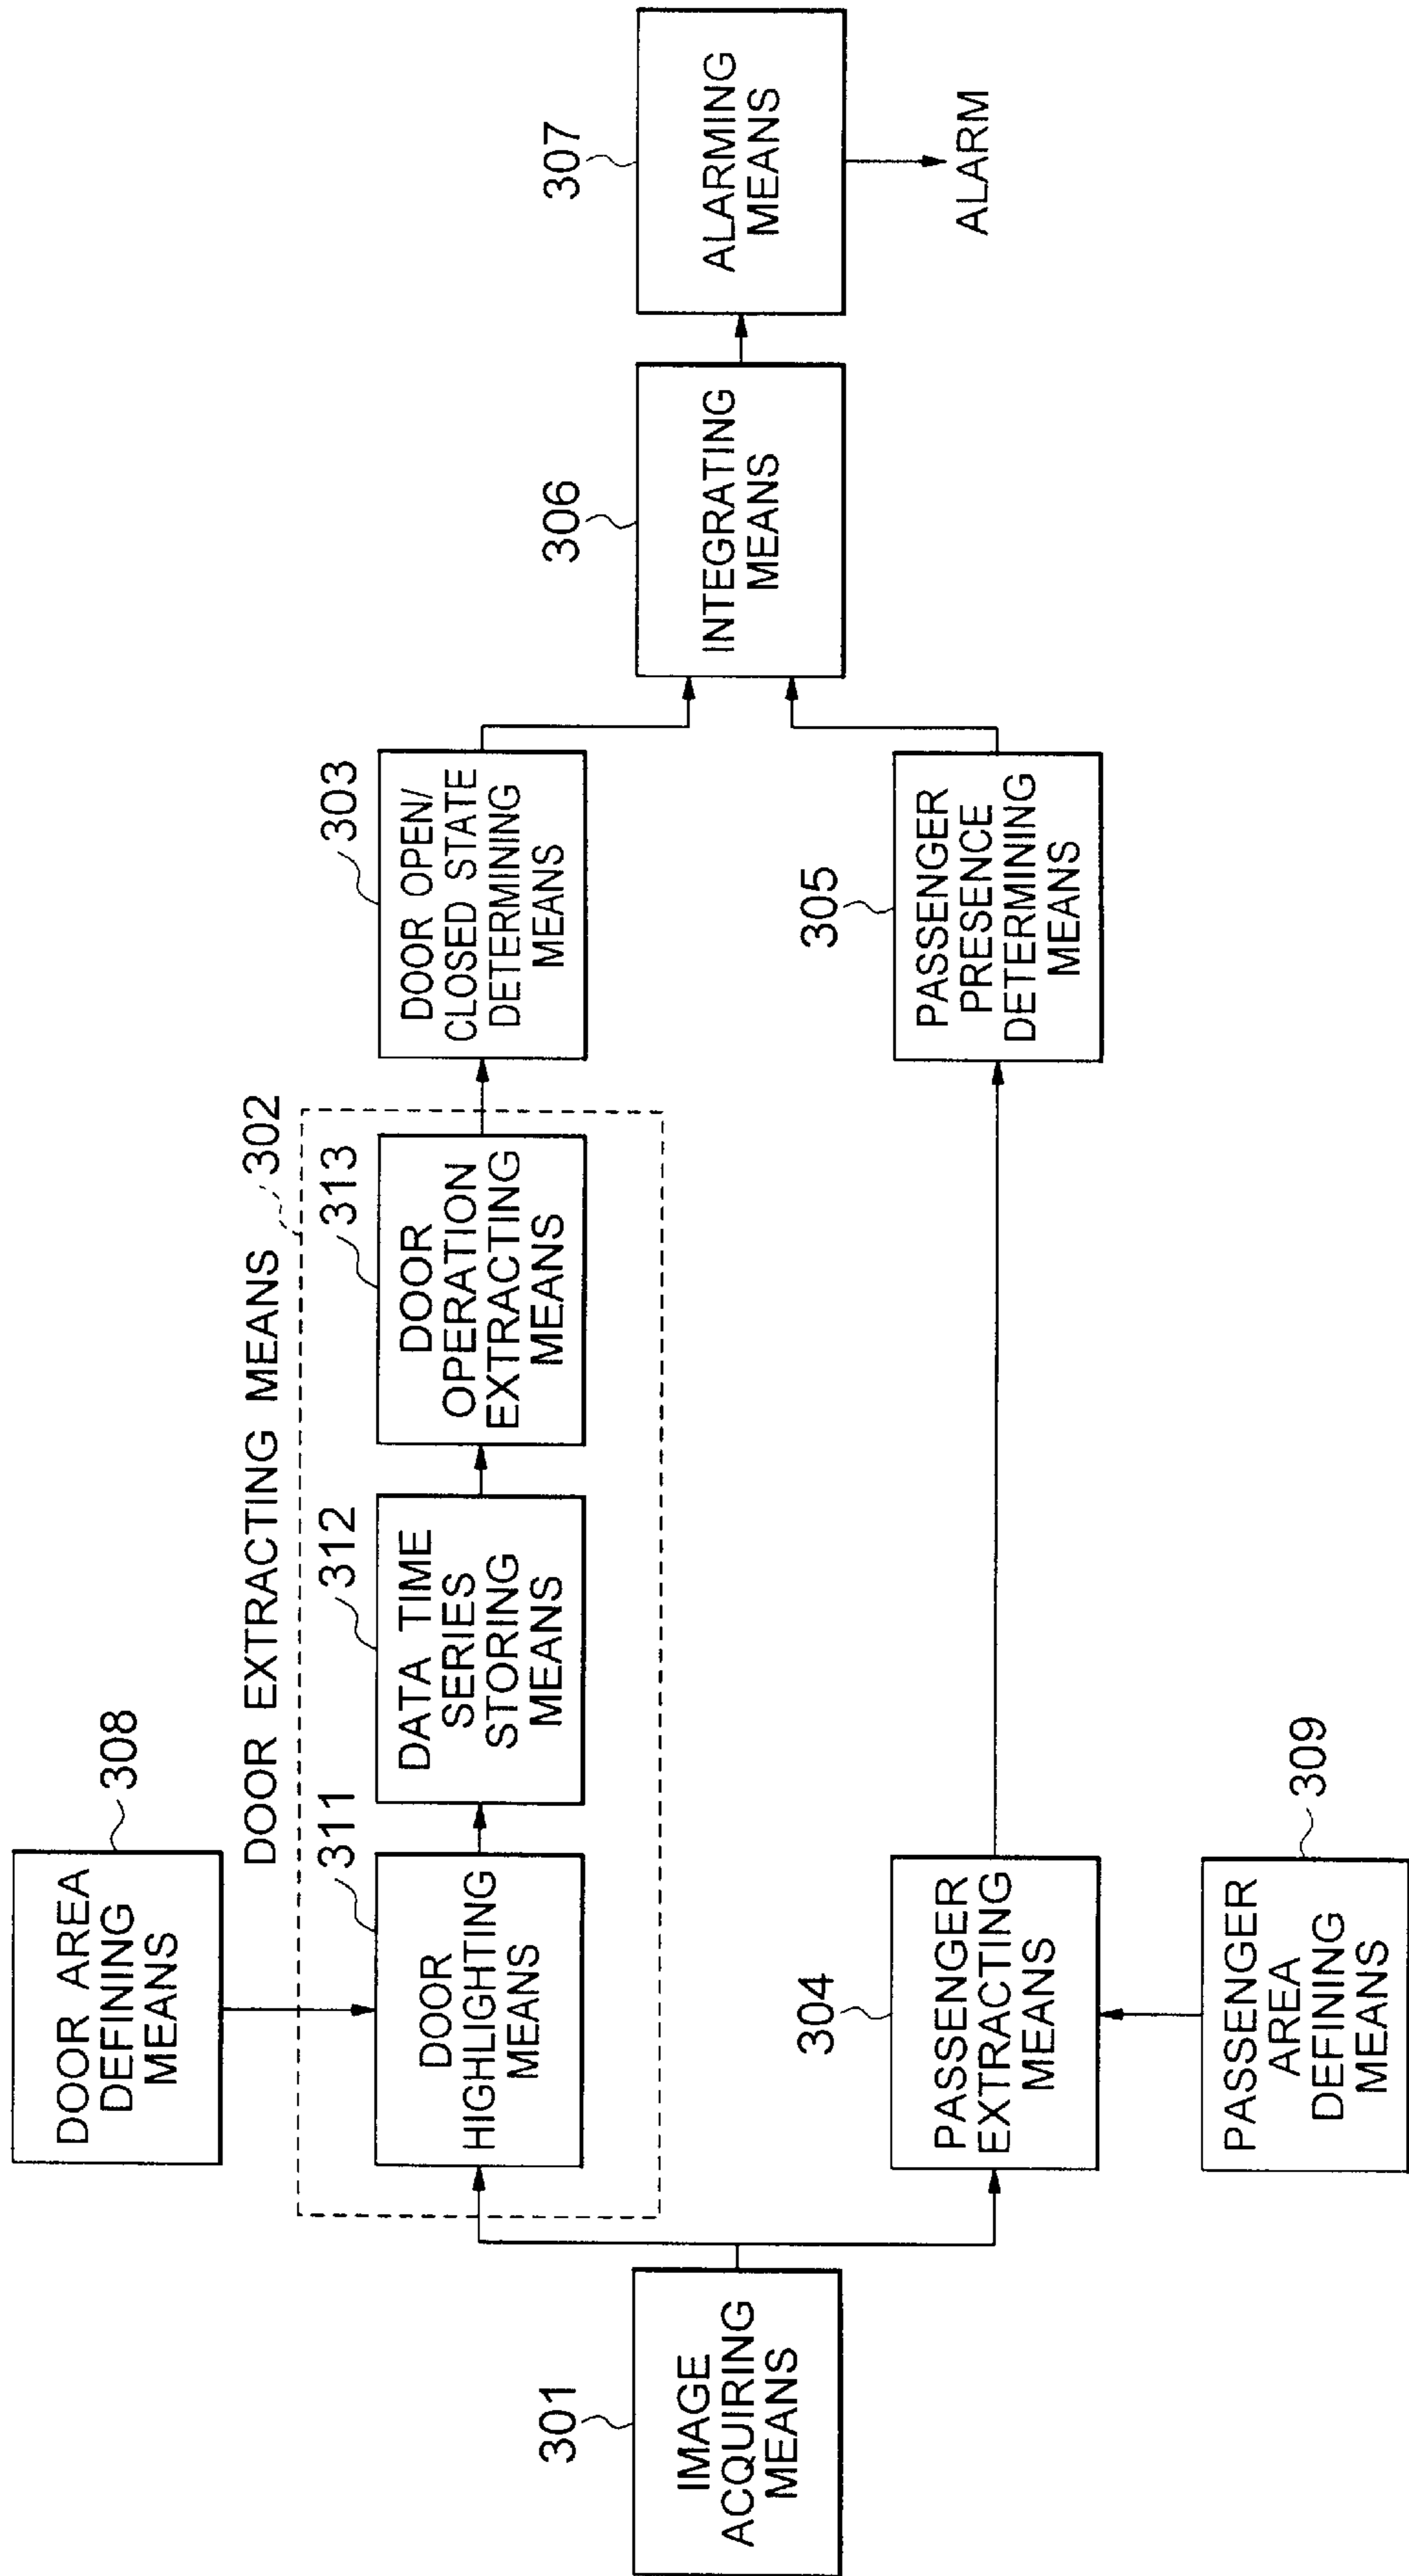 308
DOOR AREA
DEFINING
MEANS
DOOR EXTRACTING MEANS
302
311
DOOR
HIGHLIGHTING
MEANS
312
DATA TIME
SERIES
STORING
MEANS
313
DOOR
OPERATION
EXTRACTING
MEANS
303
DOOR OPEN/
CLOSED STATE
DETERMINING
MEANS
301
IMAGE
ACQUIRING
MEANS
306
INTEGRATING
MEANS
307
ALARMING
MEANS
ALARM
304
PASSENGER
EXTRACTING
MEANS
305
PASSENGER
PRESENCE
DETERMINING
MEANS
309
PASSENGER
AREA
DEFINING
MEANS